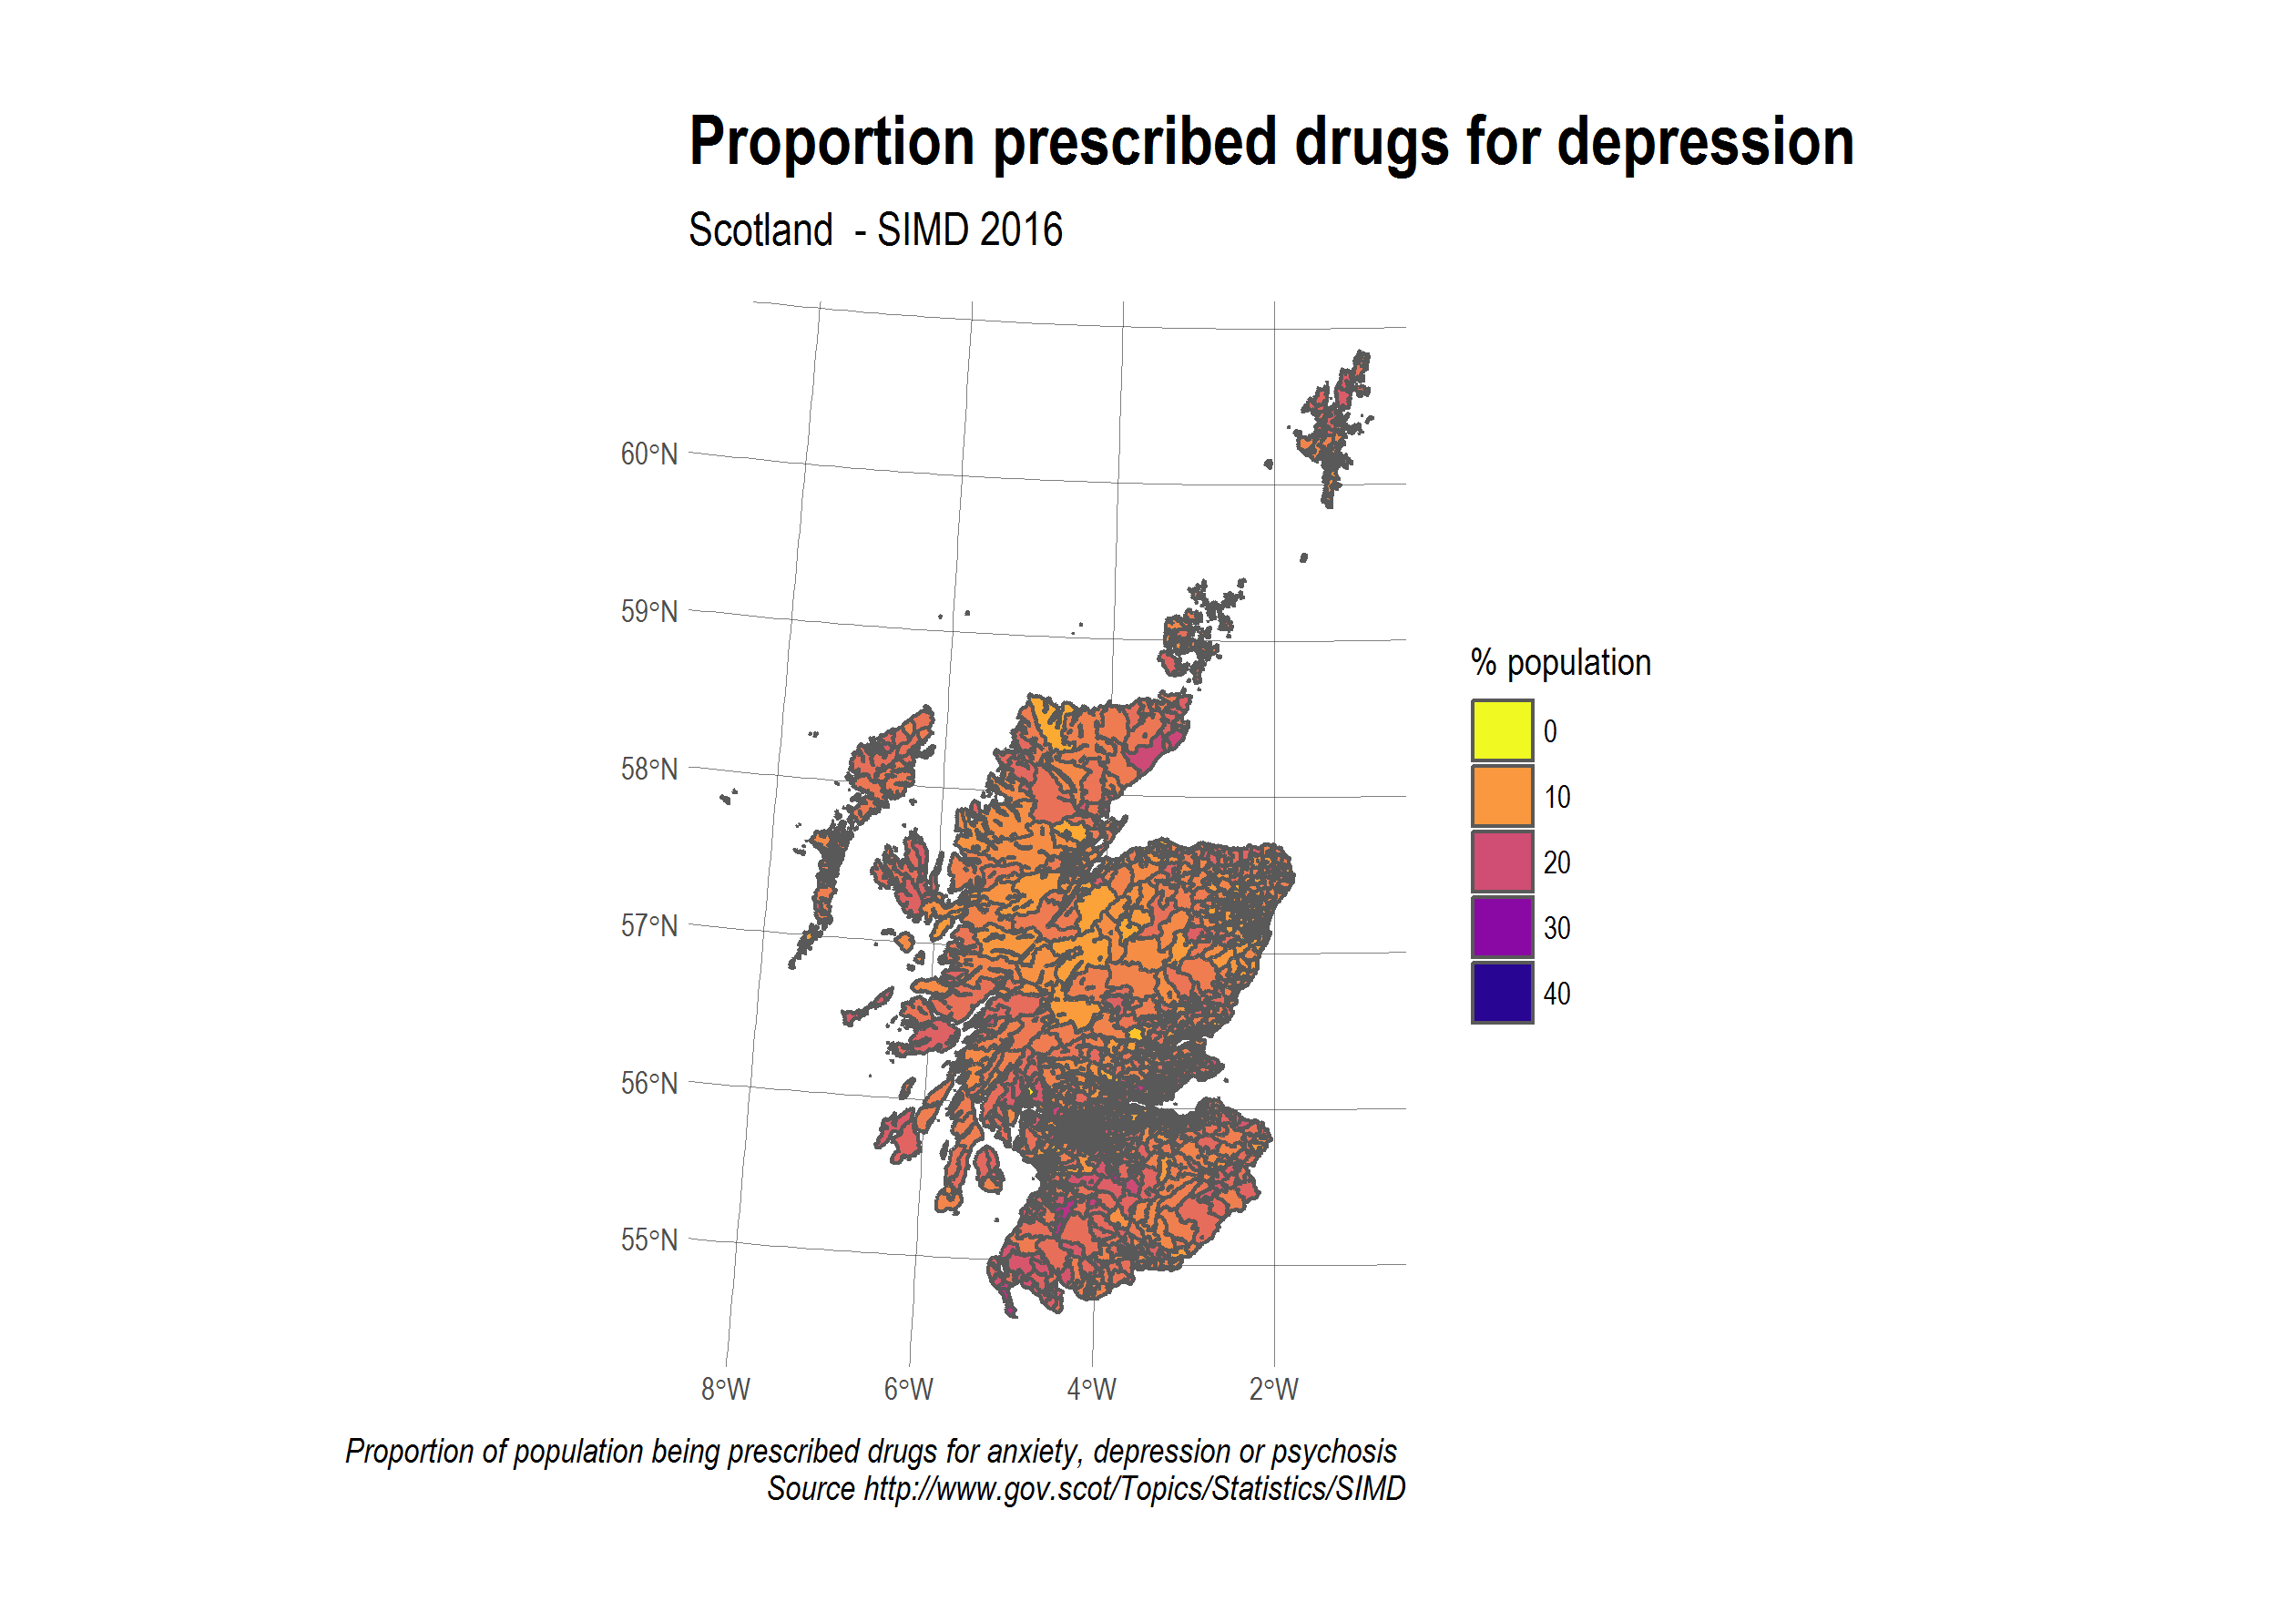 Proportion prescribed drugs for depression
Scotland  - SIMD 2016
60°N
59°N
58°N
57°N
56°N
55°N
8°W
6°W
4°W
2°W
% population
0
10
20
30
40
Proportion of population being prescribed drugs for anxiety, depression or psychosis
Source http://www.gov.scot/Topics/Statistics/SIMD